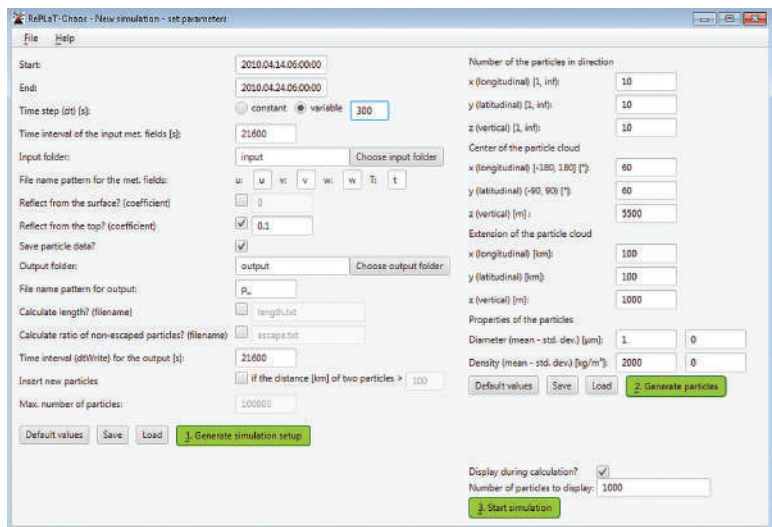 RePLaT-Chaos - New simulation - set parameters
File Help
Start: 2010.04.14.06:00:00
End: 2010.04.24.06:00:00
Time step (dt) [s]: constant variable 300
Time interval of the input met. fields [s]: 21600
Input folder: input Choose input folder
File name pattern for the met. fields: u: u v: v w: w T: t
Reflect from the surface? (coefficient) 0
Reflect from the top? (coefficient) 0.1
Save particle data?
Output folder: output Choose output folder
File name pattern for output: p_
Calculate length? (filename) length.txt
Calculate ratio of non-escaped particles? (filename) escape.txt
Time interval (dtWrite) for the output [s]: 21600
Insert new particles if the distance [km] of two particles > 100
Max. number of particles: 100000
Default values Save Load 1. Generate simulation setup
Number of the particles in direction
x (longitudinal) [1, inf): 10
y (latitudinal) [1, inf): 10
z (vertical) [1, inf): 10
Center of the particle cloud
x (longitudinal) [-180, 180] [°]: 60
y (latitudinal) (-90, 90) [°]: 60
z (vertical) [m] : 5500
Extension of the particle cloud
x (longitudinal) [km]: 100
y (latitudinal) [km]: 100
z (vertical) [m]: 1000
Properties of the particles
Diameter (mean - std. dev.) [µm]: 1 0
Density (mean - std. dev.) [kg/m³]: 2000 0
Default values Save Load 2. Generate particles
Display during calculation?
Number of particles to display: 1000
3. Start simulation